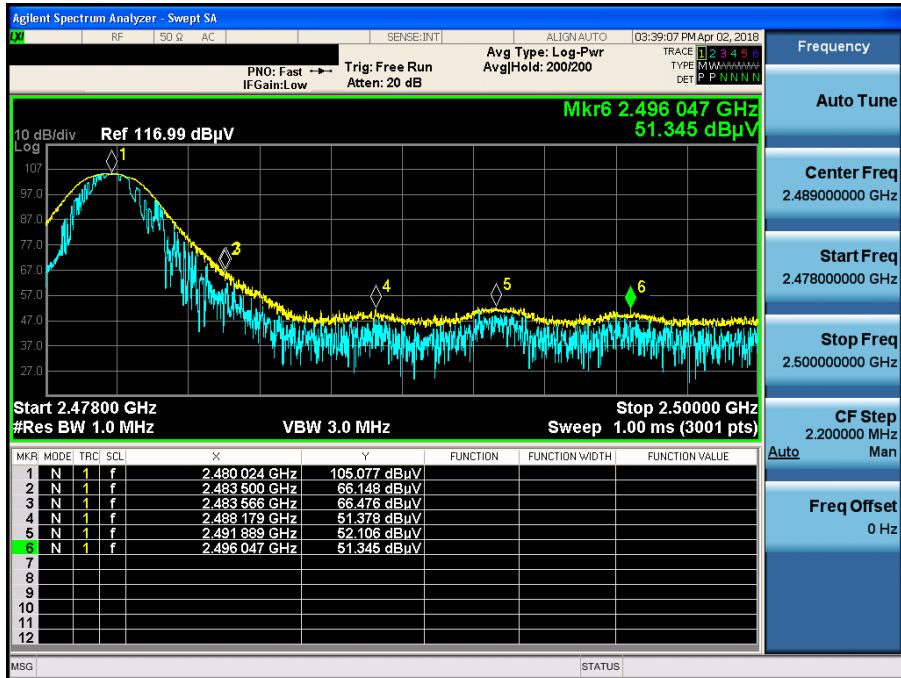 Agilent Spectrum Analyzer - Swept SA
LXI RF 50 Ω AC SENSE:INT ALIGN AUTO 03:39:07 PM Apr 02, 2018
PNO: Fast
IFGain:Low
Trig: Free Run
Atten: 20 dB
Avg Type: Log-Pwr
Avg|Hold: 200/200
TRACE 1 2 3 4 5 6
TYPE MWWWWW
DET P P N N N N
Mkr6 2.496 047 GHz
51.345 dBµV
10 dB/div Ref 116.99 dBµV
Log
107
97.0
87.0
77.0
67.0
57.0
47.0
37.0
27.0
1
3
4
5
6
Start 2.47800 GHz Stop 2.50000 GHz
#Res BW 1.0 MHz VBW 3.0 MHz Sweep 1.00 ms (3001 pts)
MKR MODE TRC SCL X Y FUNCTION FUNCTION WIDTH FUNCTION VALUE
1 N 1 f 2.480 024 GHz 105.077 dBµV
2 N 1 f 2.483 500 GHz 66.148 dBµV
3 N 1 f 2.483 566 GHz 66.476 dBµV
4 N 1 f 2.488 179 GHz 51.378 dBµV
5 N 1 f 2.491 889 GHz 52.106 dBµV
6 N 1 f 2.496 047 GHz 51.345 dBµV
7
8
9
10
11
12
MSG STATUS
Frequency
Auto Tune
Center Freq
2.489000000 GHz
Start Freq
2.478000000 GHz
Stop Freq
2.500000000 GHz
CF Step
2.200000 MHz
Auto Man
Freq Offset
0 Hz